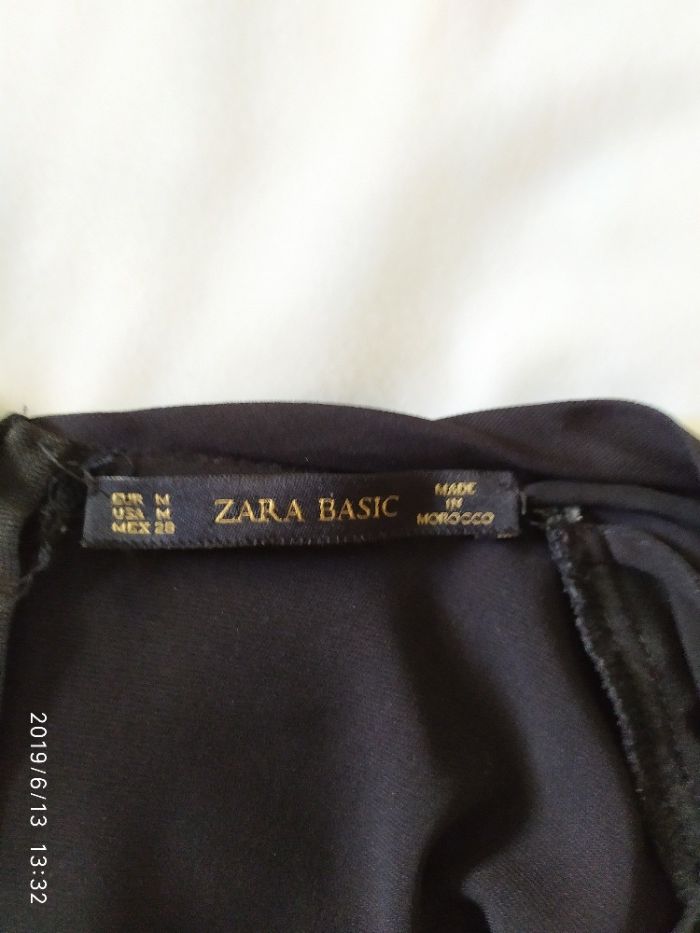 EUR M
USA M
MEX 28
ZARA BASIC
MADE
IN
MOROCCO
2019/6/13 13:32